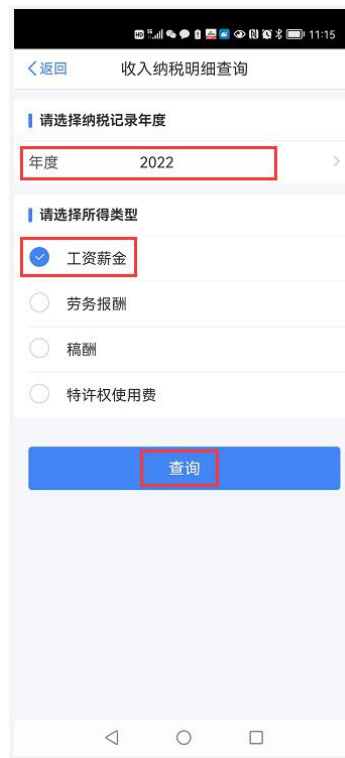 HD 5G 11:15
返回 收入纳税明细查询
请选择纳税记录年度
年度 2022
请选择所得类型
工资薪金
劳务报酬
稿酬
特许权使用费
查询